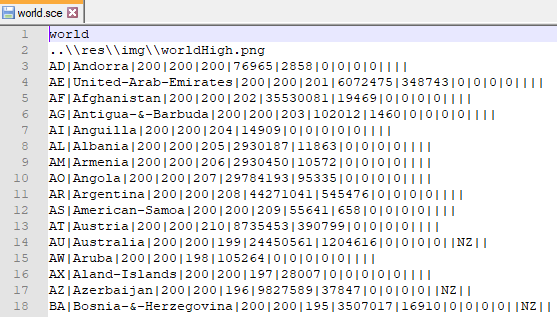 world.sce
1 world
2 ..\\res\\img\\worldHigh.png
3 AD|Andorra|200|200|200|76965|2858|0|0|0|0||||
4 AE|United-Arab-Emirates|200|200|201|6072475|348743|0|0|0|0||||
5 AF|Afghanistan|200|200|202|35530081|19469|0|0|0|0||||
6 AG|Antigua-&-Barbuda|200|200|203|102012|1460|0|0|0|0||||
7 AI|Anguilla|200|200|204|14909|0|0|0|0|0||||
8 AL|Albania|200|200|205|2930187|11863|0|0|0|0||||
9 AM|Armenia|200|200|206|2930450|10572|0|0|0|0||||
10 AO|Angola|200|200|207|29784193|95335|0|0|0|0||||
11 AR|Argentina|200|200|208|44271041|545476|0|0|0|0||||
12 AS|American-Samoa|200|200|209|55641|658|0|0|0|0||||
13 AT|Austria|200|200|210|8735453|390799|0|0|0|0||||
14 AU|Australia|200|200|199|24450561|1204616|0|0|0|0||NZ||
15 AW|Aruba|200|200|198|105264|0|0|0|0|0||||
16 AX|Aland-Islands|200|200|197|28007|0|0|0|0|0||||
17 AZ|Azerbaijan|200|200|196|9827589|37847|0|0|0|0||NZ||
18 BA|Bosnia-&-Herzegovina|200|200|195|3507017|16910|0|0|0|0||NZ||